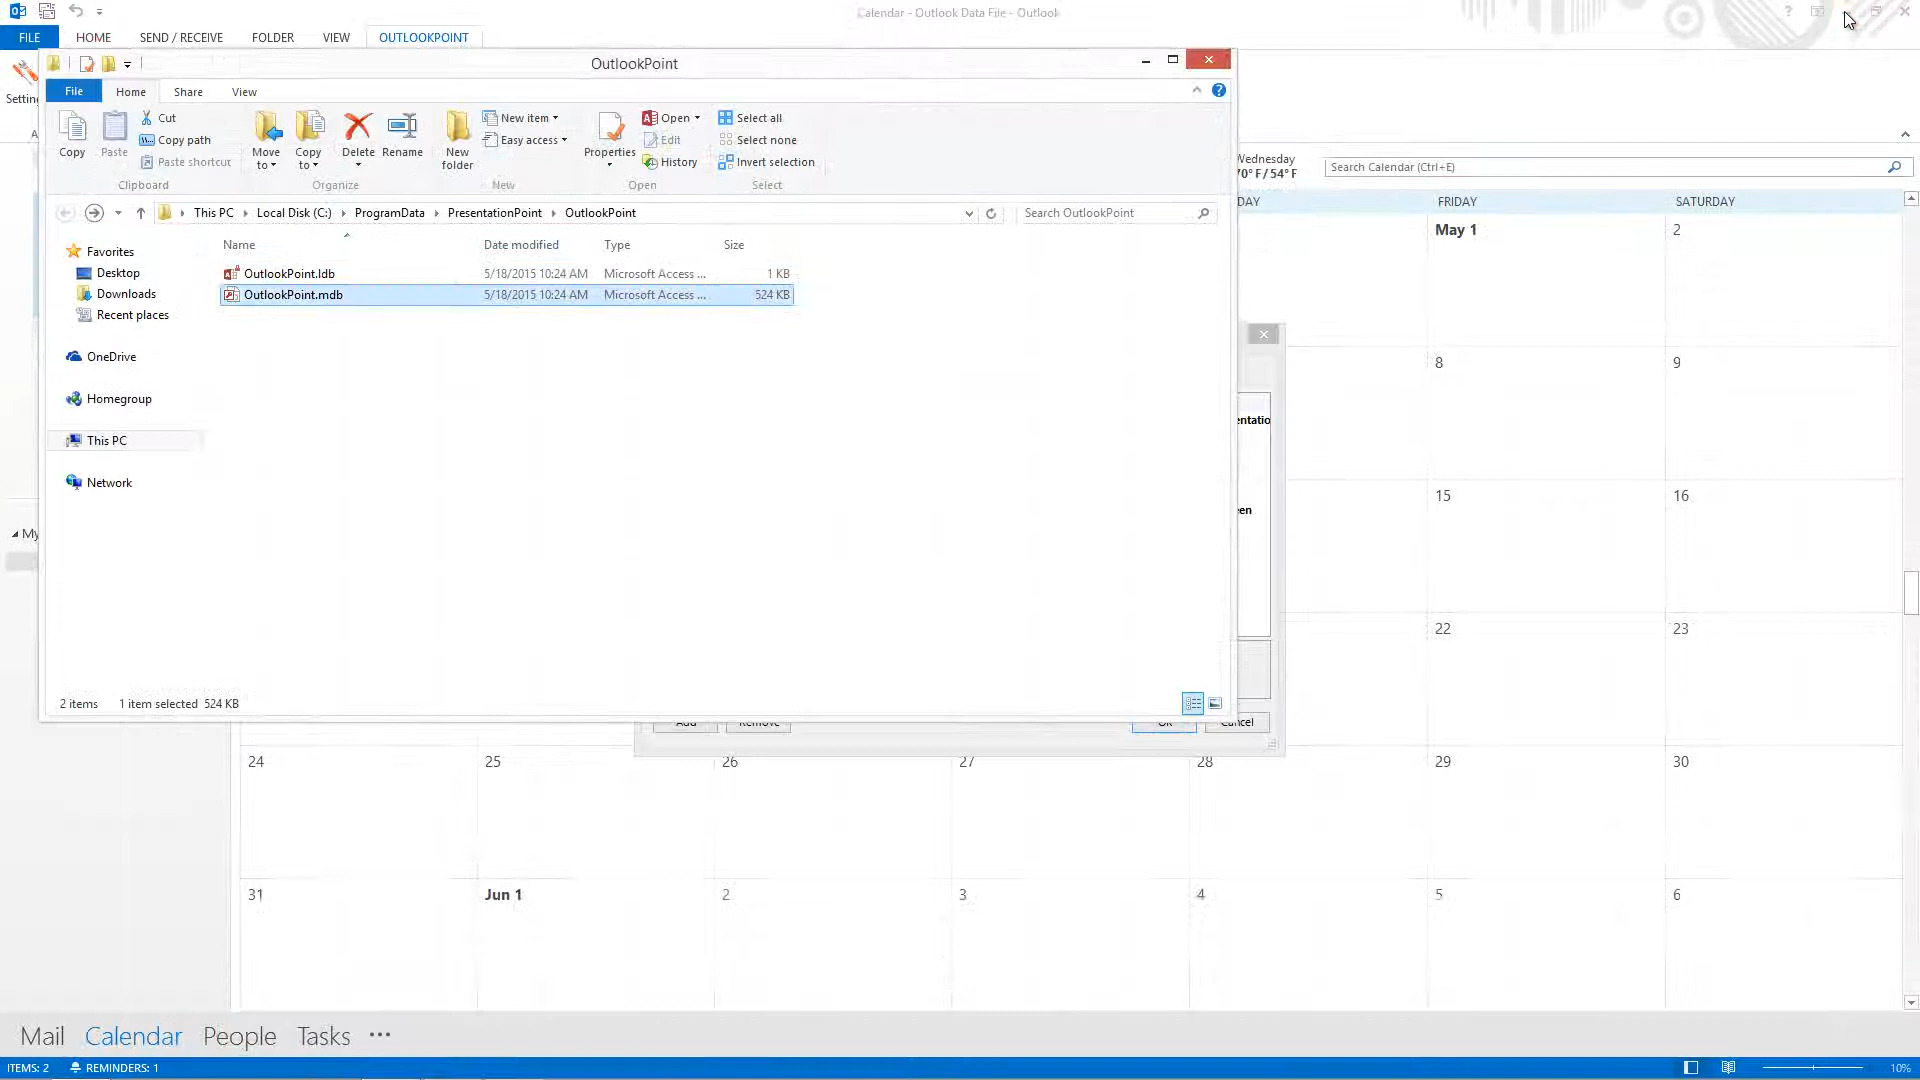 Calendar - Outlook Data File - Outlook
FILE HOME SEND / RECEIVE FOLDER VIEW OUTLOOKPOINT
OutlookPoint
File Home Share View
Copy
Paste
Cut
Copy path
Paste shortcut
Clipboard
Move to
Copy to
Delete
Rename
Organize
New folder
New item
Easy access
New
Properties
Open
Edit
History
Open
Select all
Select none
Invert selection
Select
This PC Local Disk (C:) ProgramData PresentationPoint OutlookPoint
Search OutlookPoint
Wednesday
70° F / 54° F
Search Calendar (Ctrl+E)
Name Date modified Type Size
OutlookPoint.ldb 5/18/2015 10:24 AM Microsoft Access ... 1 KB
OutlookPoint.mdb 5/18/2015 10:24 AM Microsoft Access ... 524 KB
Favorites
Desktop
Downloads
Recent places
OneDrive
Homegroup
This PC
Network
2 items 1 item selected 524 KB
My
DAY FRIDAY SATURDAY
May 1 2
8 9
15 16
22 23
Add Remove OK Cancel
24 25 26 27 28 29 30
31 Jun 1 2 3 4 5 6
Mail Calendar People Tasks •••
ITEMS: 2 REMINDERS: 1
10%